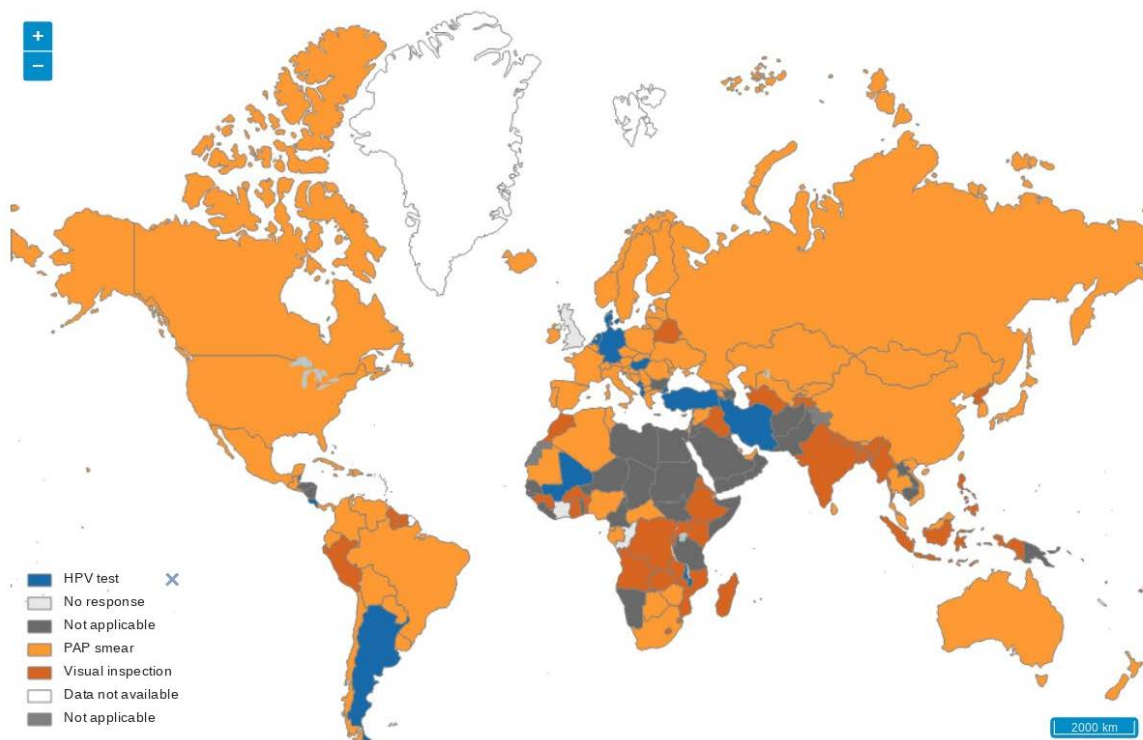 +
−
HPV test
No response
Not applicable
PAP smear
Visual inspection
Data not available
Not applicable
2000 km